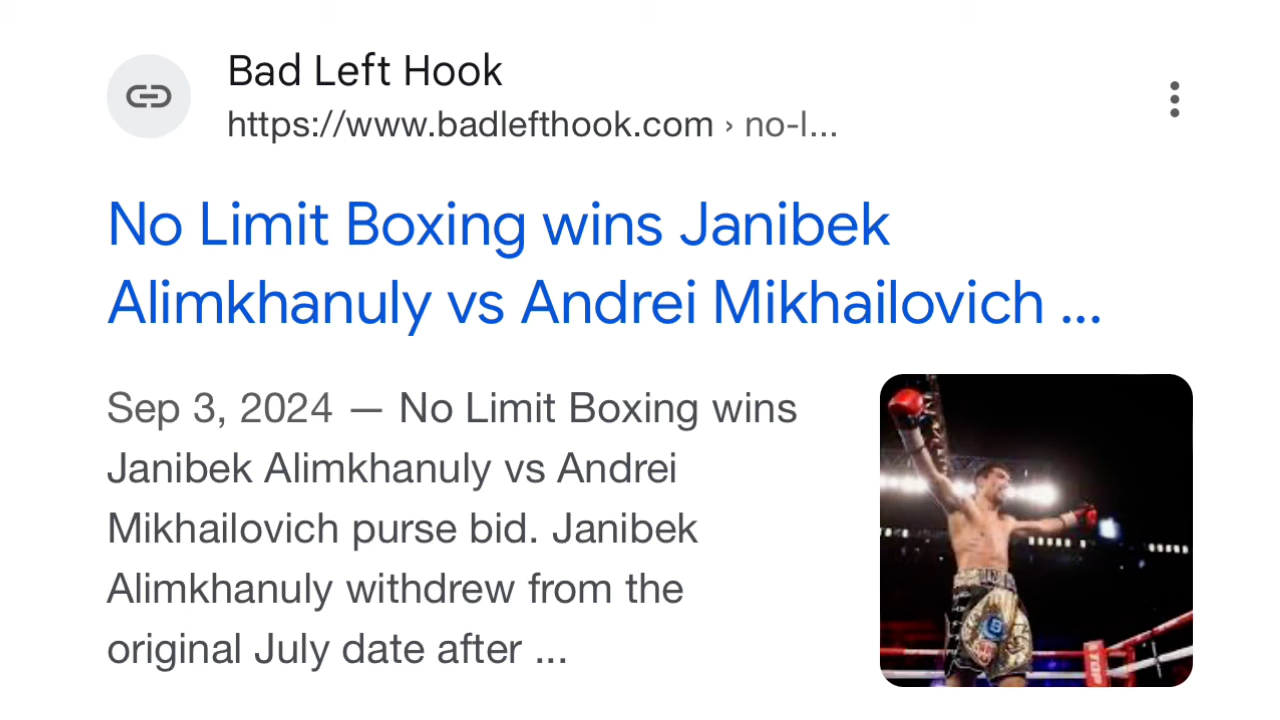 Bad Left Hook
https://www.badlefthook.com › no-l...
No Limit Boxing wins Janibek
Alimkhanuly vs Andrei Mikhailovich ...
Sep 3, 2024 — No Limit Boxing wins
Janibek Alimkhanuly vs Andrei
Mikhailovich purse bid. Janibek
Alimkhanuly withdrew from the
original July date after ...
TOP